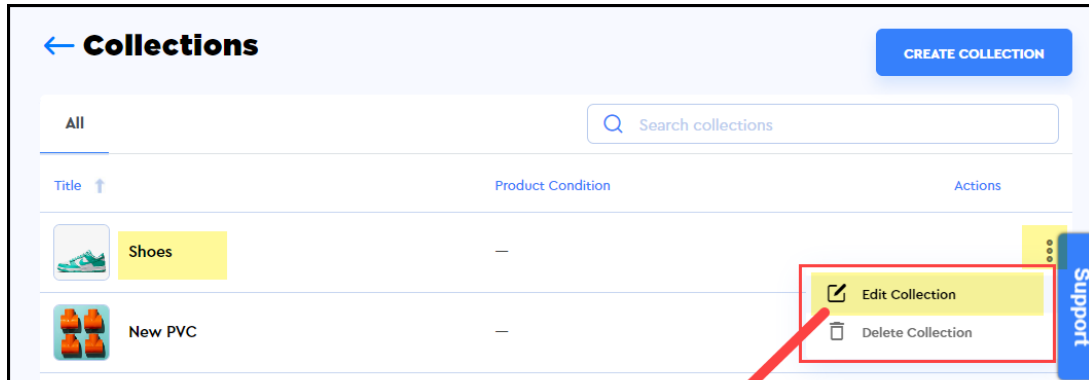 Collections
CREATE COLLECTION
All
Search collections
Title
Product Condition
Actions
Shoes
—
Edit Collection
New PVC
—
Delete Collection
Support